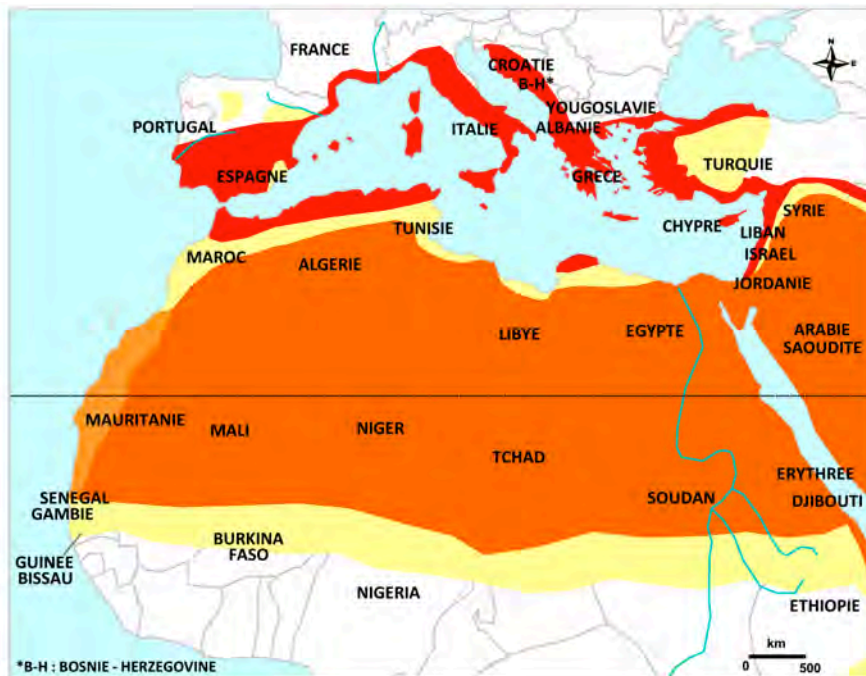 N
FRANCE
E
CROATIE
B-H*
YOUGOSLAVIE
PORTUGAL
ITALIE
ALBANIE
TURQUIE
ESPAGNE
GRECE
SYRIE
CHYPRE
TUNISIE
LIBAN
MAROC
ISRAEL
ALGERIE
JORDANIE
LIBYE
EGYPTE
ARABIE
SAOUDITE
MAURITANIE
MALI
NIGER
TCHAD
ERYTHREE
SENEGAL
SOUDAN
DJIBOUTI
GAMBIE
BURKINA
FASO
GUINEE
BISSAU
NIGERIA
ETHIOPIE
km
0 500
*B-H : BOSNIE - HERZEGOVINE